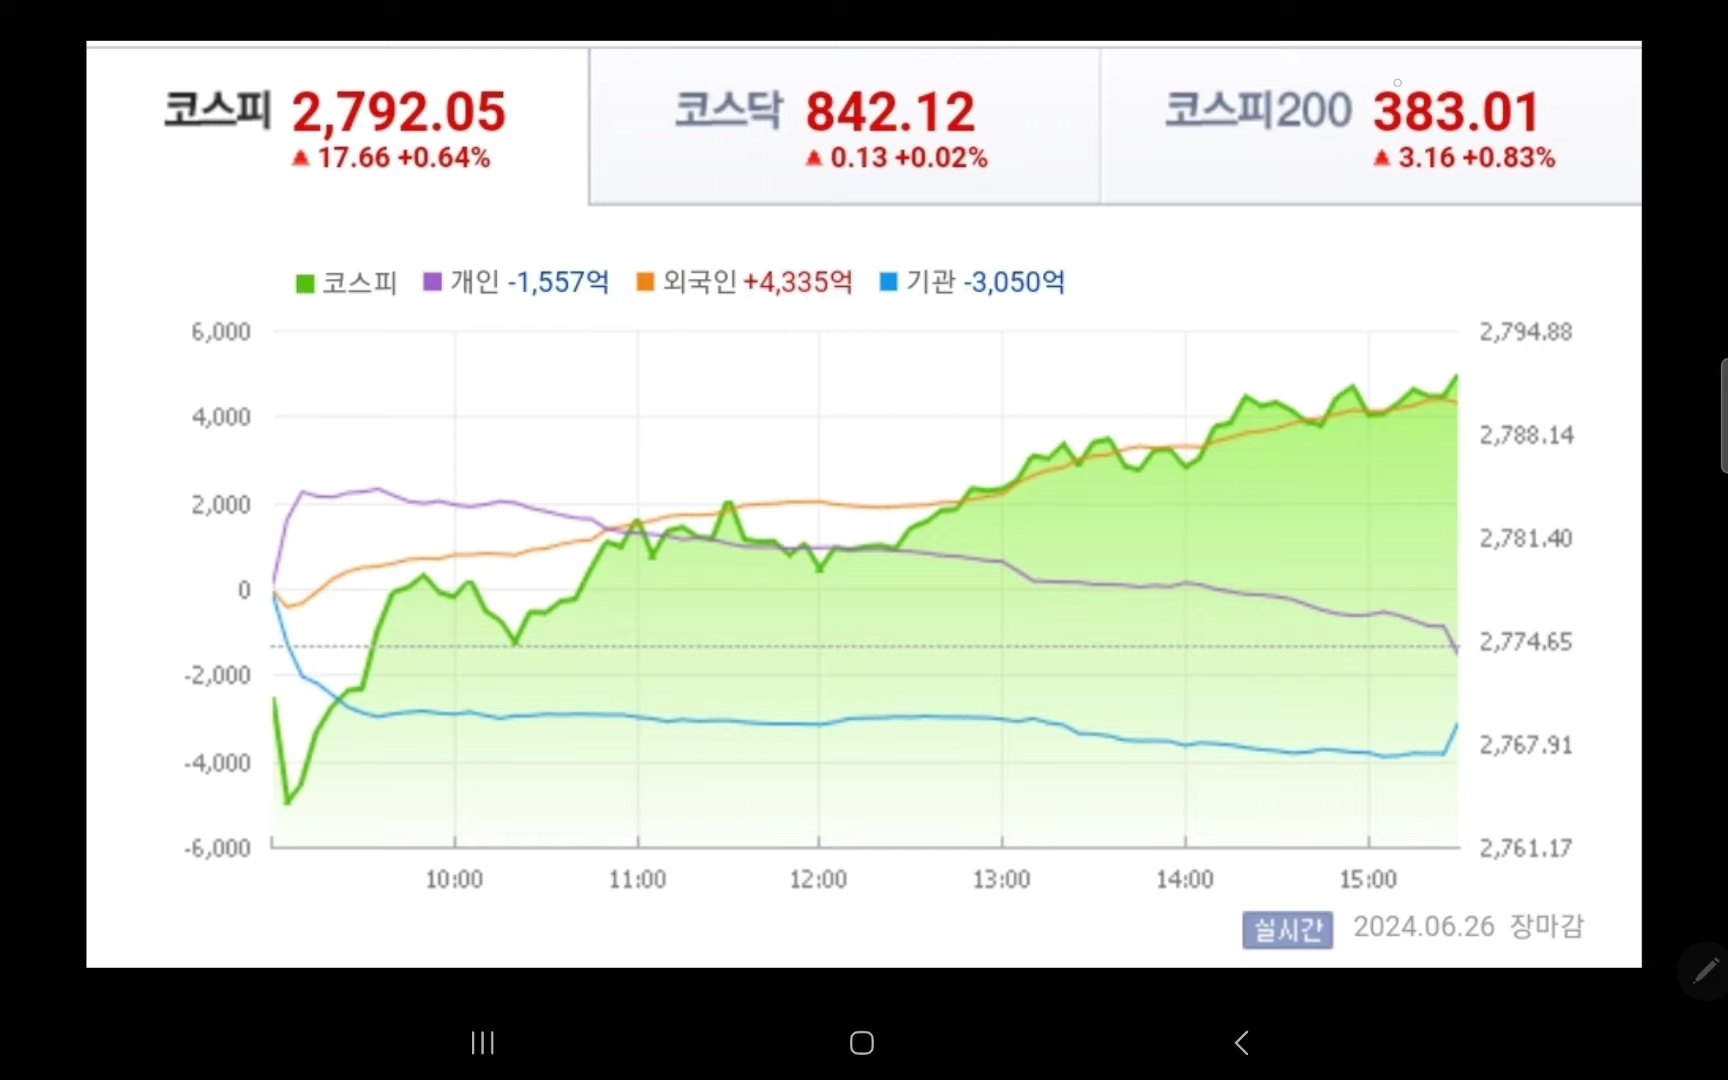 코스피 2,792.05
▲ 17.66 +0.64%
코스닥 842.12
▲ 0.13 +0.02%
코스피200 383.01
▲ 3.16 +0.83%
코스피 개인 -1,557억 외국인 +4,335억 기관 -3,050억
6,000 2,794.88
4,000 2,788.14
2,000 2,781.40
0 2,774.65
-2,000 2,767.91
-4,000
-6,000 2,761.17
10:00 11:00 12:00 13:00 14:00 15:00
실시간 2024.06.26 장마감